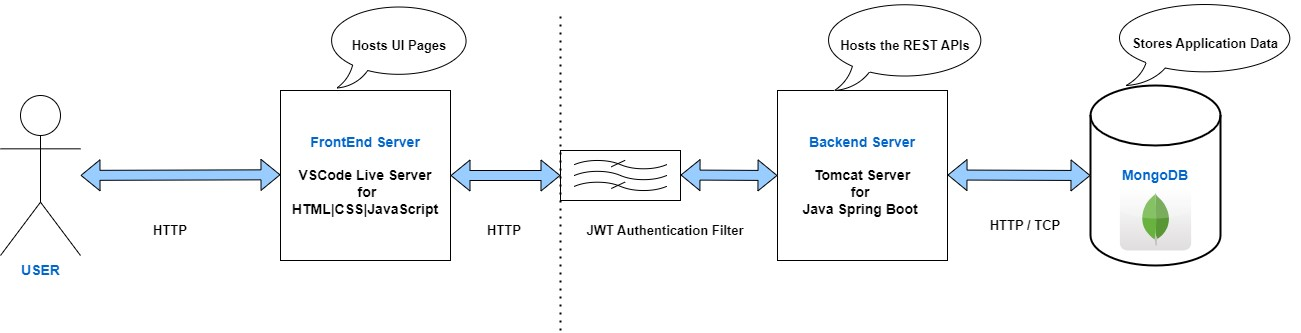 Hosts UI Pages
Hosts the REST APIs
Stores Application Data
FrontEnd Server
VSCode Live Server
for
HTML|CSS|JavaScript
Backend Server
Tomcat Server
for
Java Spring Boot
MongoDB
HTTP
HTTP
JWT Authentication Filter
HTTP / TCP
USER